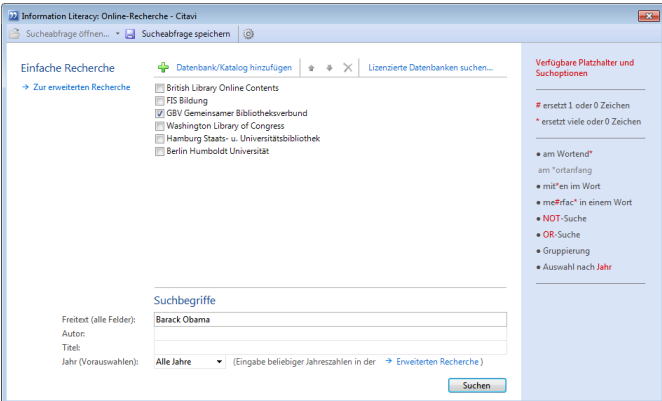 Information Literacy: Online-Recherche - Citavi
Sucheabfrage öffnen... Sucheabfrage speichern
Einfache Recherche
→ Zur erweiterten Recherche
Datenbank/Katalog hinzufügen Lizenzierte Datenbanken suchen...
British Library Online Contents
FIS Bildung
GBV Gemeinsamer Bibliotheksverbund
Washington Library of Congress
Hamburg Staats- u. Universitätsbibliothek
Berlin Humboldt Universität
Suchbegriffe
Freitext (alle Felder): Barack Obama
Autor:
Titel:
Jahr (Vorauswahlen): Alle Jahre (Eingabe beliebiger Jahreszahlen in der → Erweiterten Recherche )
Suchen
Verfügbare Platzhalter und
Suchoptionen
# ersetzt 1 oder 0 Zeichen
* ersetzt viele oder 0 Zeichen
• am Wortend*
am *ortanfang
• mit*en im Wort
• me#rfac* in einem Wort
• NOT-Suche
• OR-Suche
• Gruppierung
• Auswahl nach Jahr